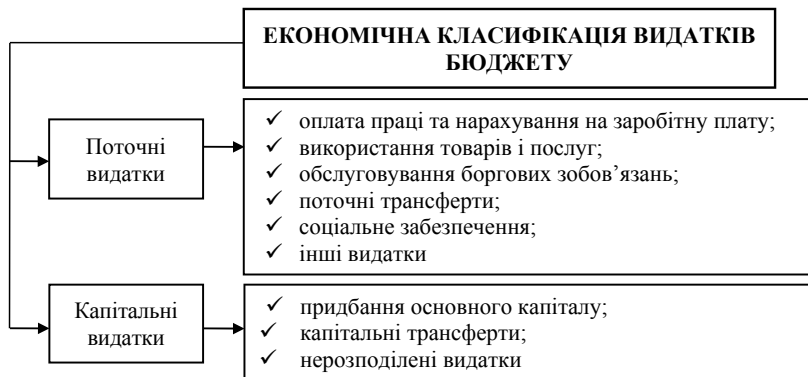 ЕКОНОМІЧНА КЛАСИФІКАЦІЯ ВИДАТКІВ
БЮДЖЕТУ
Поточні
видатки
✓ оплата праці та нарахування на заробітну плату;
✓ використання товарів і послуг;
✓ обслуговування боргових зобов’язань;
✓ поточні трансферти;
✓ соціальне забезпечення;
✓ інші видатки
Капітальні
видатки
✓ придбання основного капіталу;
✓ капітальні трансферти;
✓ нерозподілені видатки